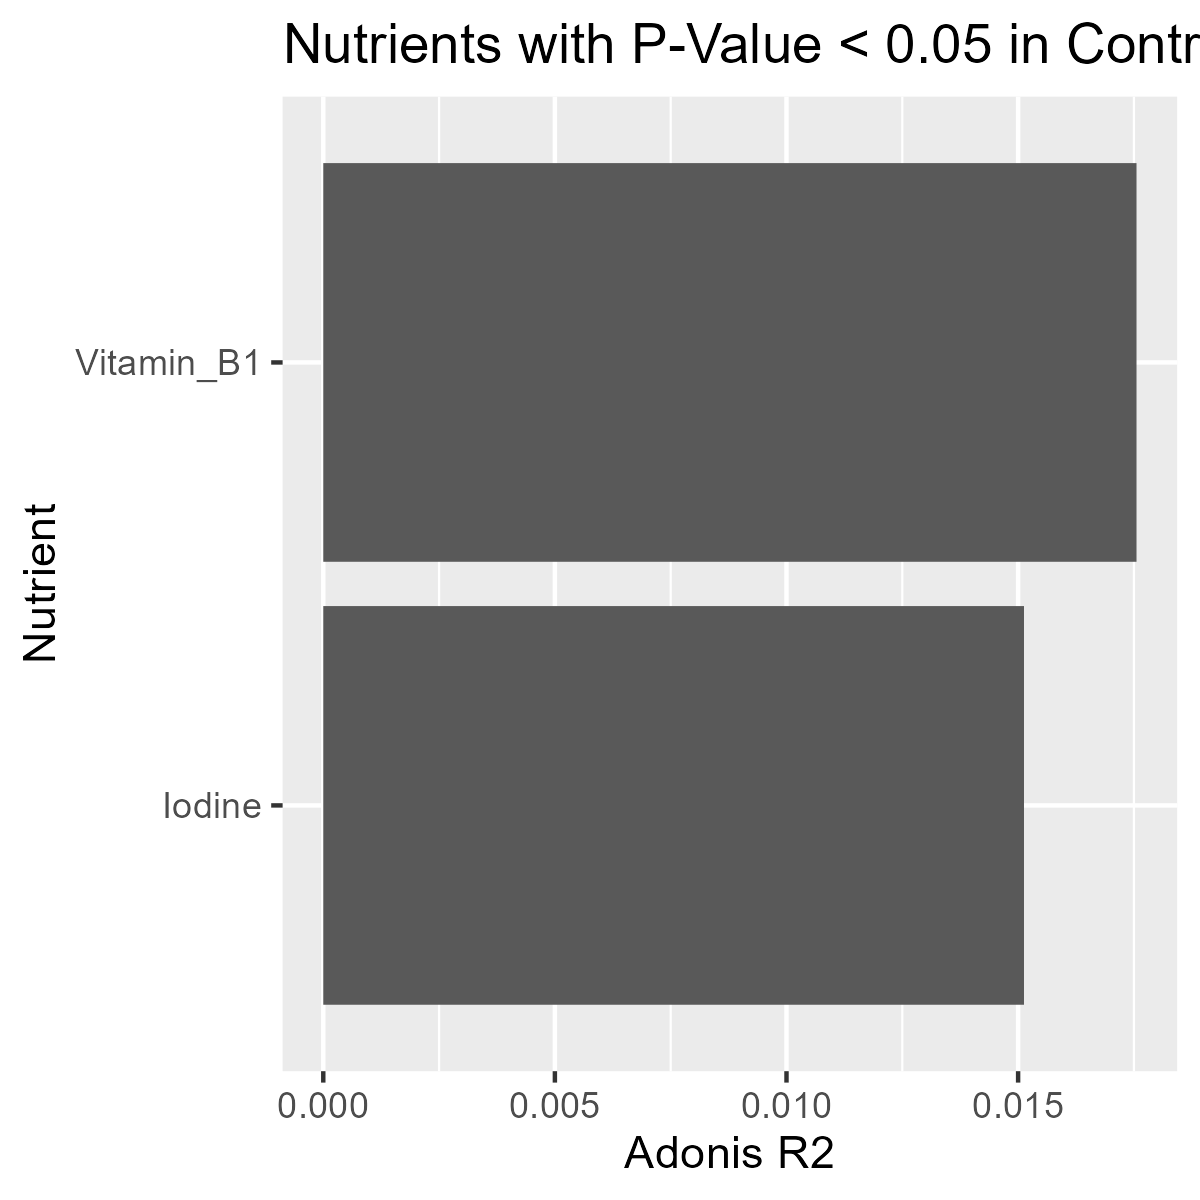 Nutrients with P-Value < 0.05 in Contr
Vitamin_B1
Nutrient
Iodine
0.000 0.005 0.010 0.015
Adonis R2